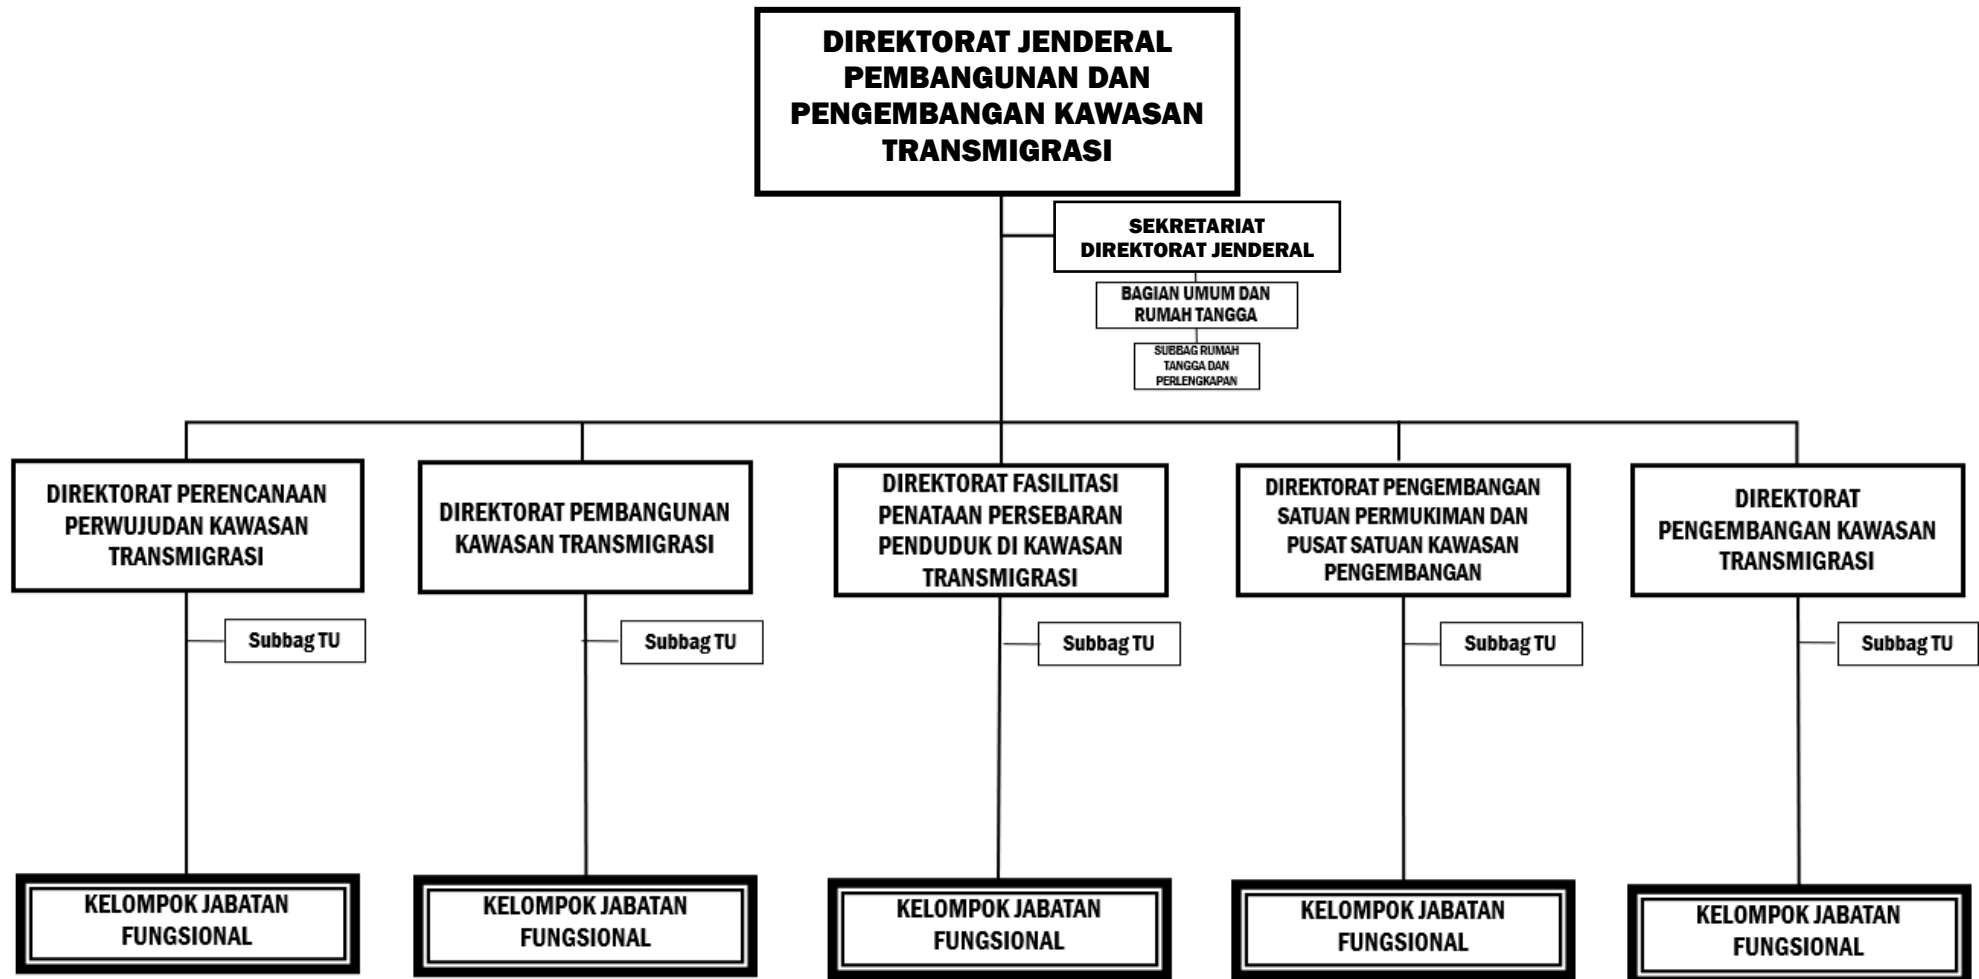 DIREKTORAT JENDERAL
PEMBANGUNAN DAN
PENGEMBANGAN KAWASAN
TRANSMIGRASI
SEKRETARIAT
DIREKTORAT JENDERAL
BAGIAN UMUM DAN
RUMAH TANGGA
SUBBAG RUMAH
TANGGA DAN
PERLENGKAPAN
DIREKTORAT PERENCANAAN
PERWUJUDAN KAWASAN
TRANSMIGRASI
DIREKTORAT PEMBANGUNAN
KAWASAN TRANSMIGRASI
DIREKTORAT FASILITASI
PENATAAN PERSEBARAN
PENDUDUK DI KAWASAN
TRANSMIGRASI
DIREKTORAT PENGEMBANGAN
SATUAN PERMUKIMAN DAN
PUSAT SATUAN KAWASAN
PENGEMBANGAN
DIREKTORAT
PENGEMBANGAN KAWASAN
TRANSMIGRASI
Subbag TU
Subbag TU
Subbag TU
Subbag TU
Subbag TU
KELOMPOK JABATAN
FUNGSIONAL
KELOMPOK JABATAN
FUNGSIONAL
KELOMPOK JABATAN
FUNGSIONAL
KELOMPOK JABATAN
FUNGSIONAL
KELOMPOK JABATAN
FUNGSIONAL